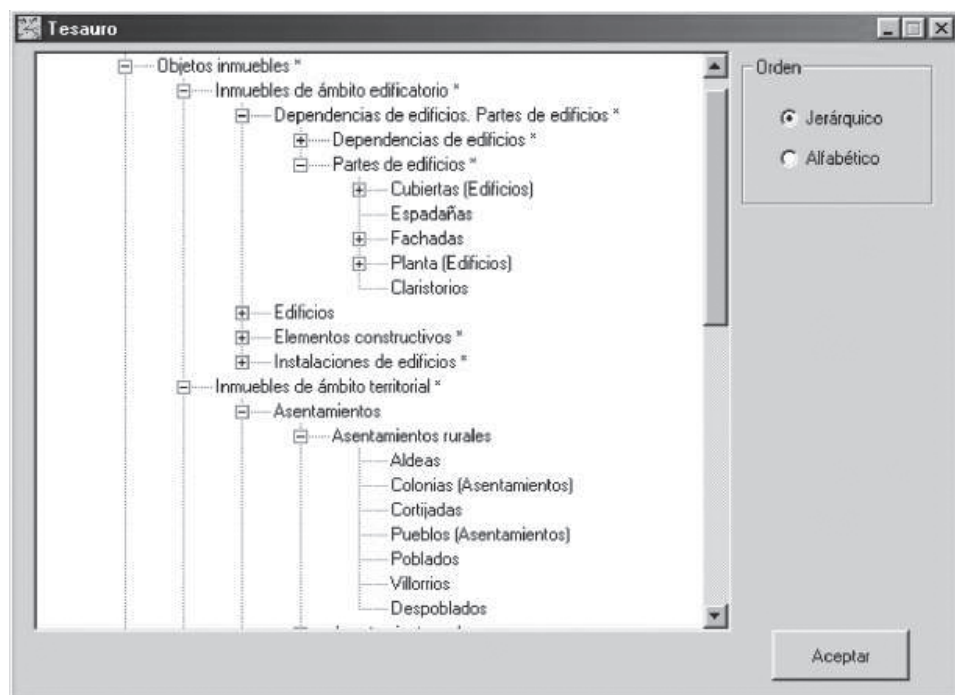 Tesauro
Objetos inmuebles *
Inmuebles de ámbito edificatorio *
Dependencias de edificios. Partes de edificios *
Dependencias de edificios *
Partes de edificios *
Cubiertas (Edificios)
Espadañas
Fachadas
Planta (Edificios)
Claristorios
Edificios
Elementos constructivos *
Instalaciones de edificios *
Inmuebles de ámbito territorial *
Asentamientos
Asentamientos rurales
Aldeas
Colonias (Asentamientos)
Cortijadas
Pueblos (Asentamientos)
Poblados
Villorrios
Despoblados
Orden
Jerárquico
Alfabético
Aceptar